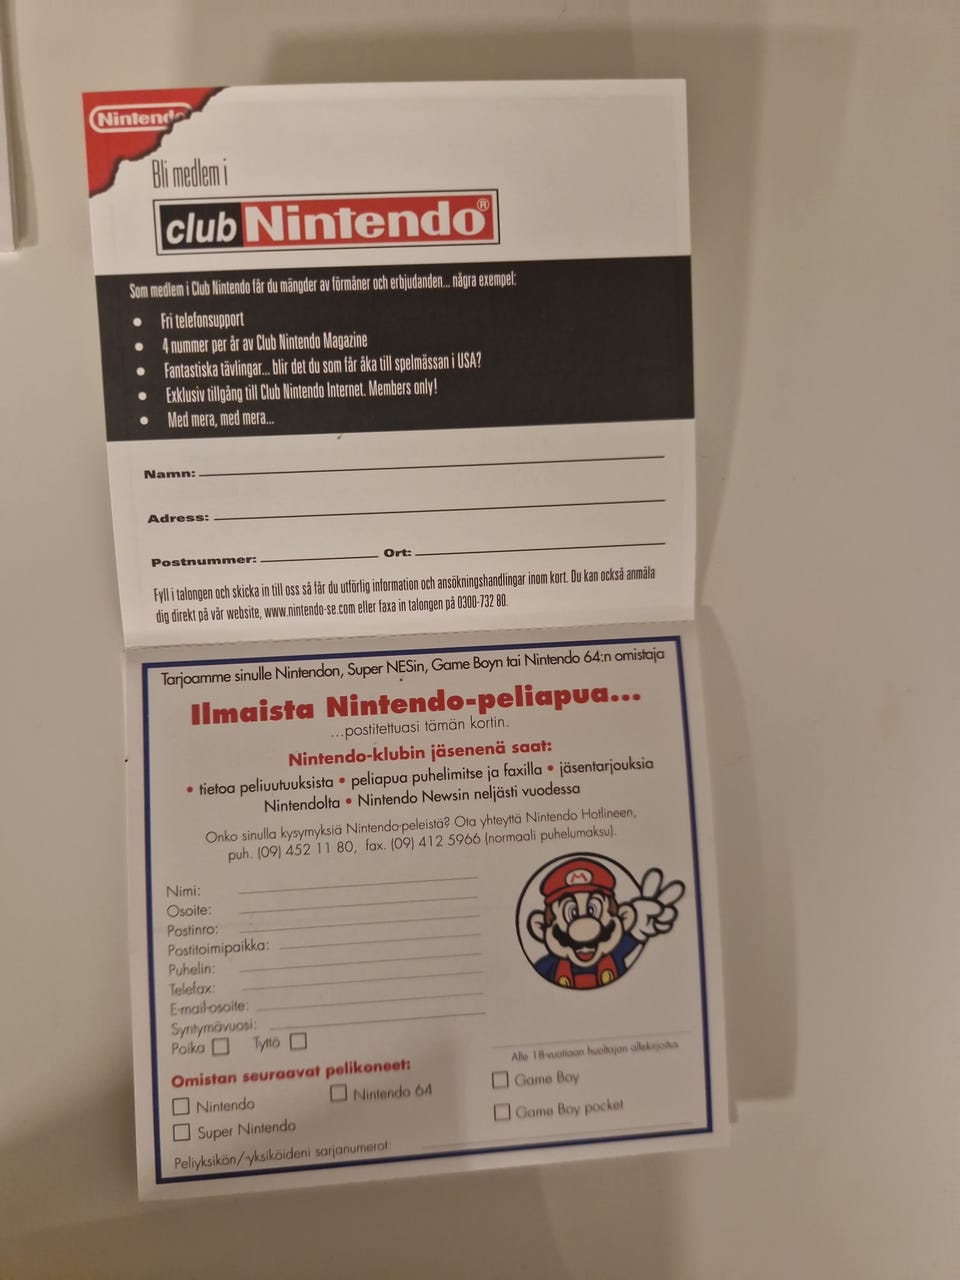 Nintendo
Bli medlem i
club Nintendo®
Som medlem i Club Nintendo får du mängder av förmåner och erbjudanden... några exempel:
• Fri telefonsupport
• 4 nummer per år av Club Nintendo Magazine
• Fantastiska tävlingar... blir det du som får åka till spelmässan i USA?
• Exklusiv tillgång till Club Nintendo Internet. Members only!
• Med mera, med mera...
Namn:
Adress:
Postnummer: Ort:
Fyll i talongen och skicka in till oss så får du utförlig information och ansökningshandlingar inom kort. Du kan också anmäla
dig direkt på vår website, www.nintendo-se.com eller faxa in talongen på 0300-732 80.
Tarjoamme sinulle Nintendon, Super NESin, Game Boyn tai Nintendo 64:n omistaja
Ilmaista Nintendo-peliapua...
...postitettuasi tämän kortin.
Nintendo-klubin jäsenenä saat:
• tietoa peliuutuuksista • peliapua puhelimitse ja faxilla • jäsentarjouksia
Nintendolta • Nintendo Newsin neljästi vuodessa
Onko sinulla kysymyksiä Nintendo-peleistä? Ota yhteyttä Nintendo Hotlineen,
puh. (09) 452 11 80, fax. (09) 412 5966 (normaali puhelumaksu).
Nimi:
Osoite:
Postinro:
Postitoimipaikka:
Puhelin:
Telefax:
E-mail-osoite:
Syntymävuosi:
Poika Tyttö
Alle 18-vuotiaan huoltajan allekirjoitus
Omistan seuraavat pelikoneet:
Nintendo Nintendo 64 Game Boy
Super Nintendo Game Boy pocket
Peliyksikön/-yksiköideni sarjanumerot:
M